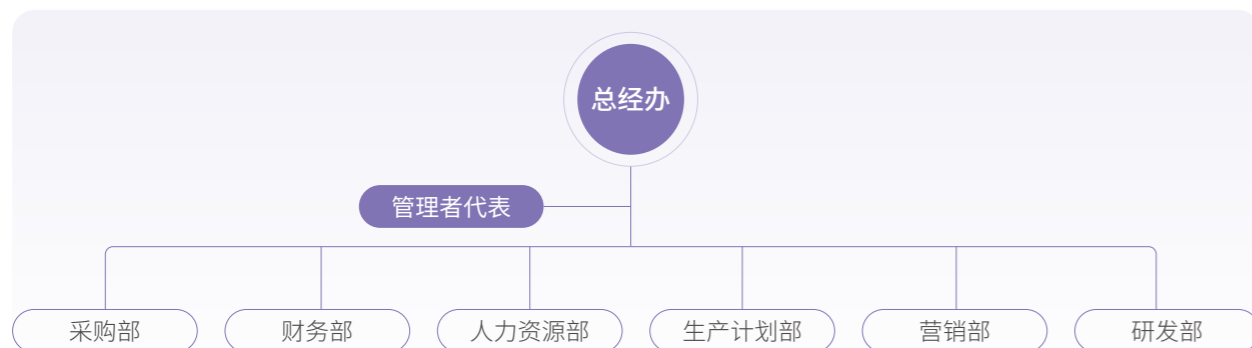 总经办
管理者代表
采购部
财务部
人力资源部
生产计划部
营销部
研发部